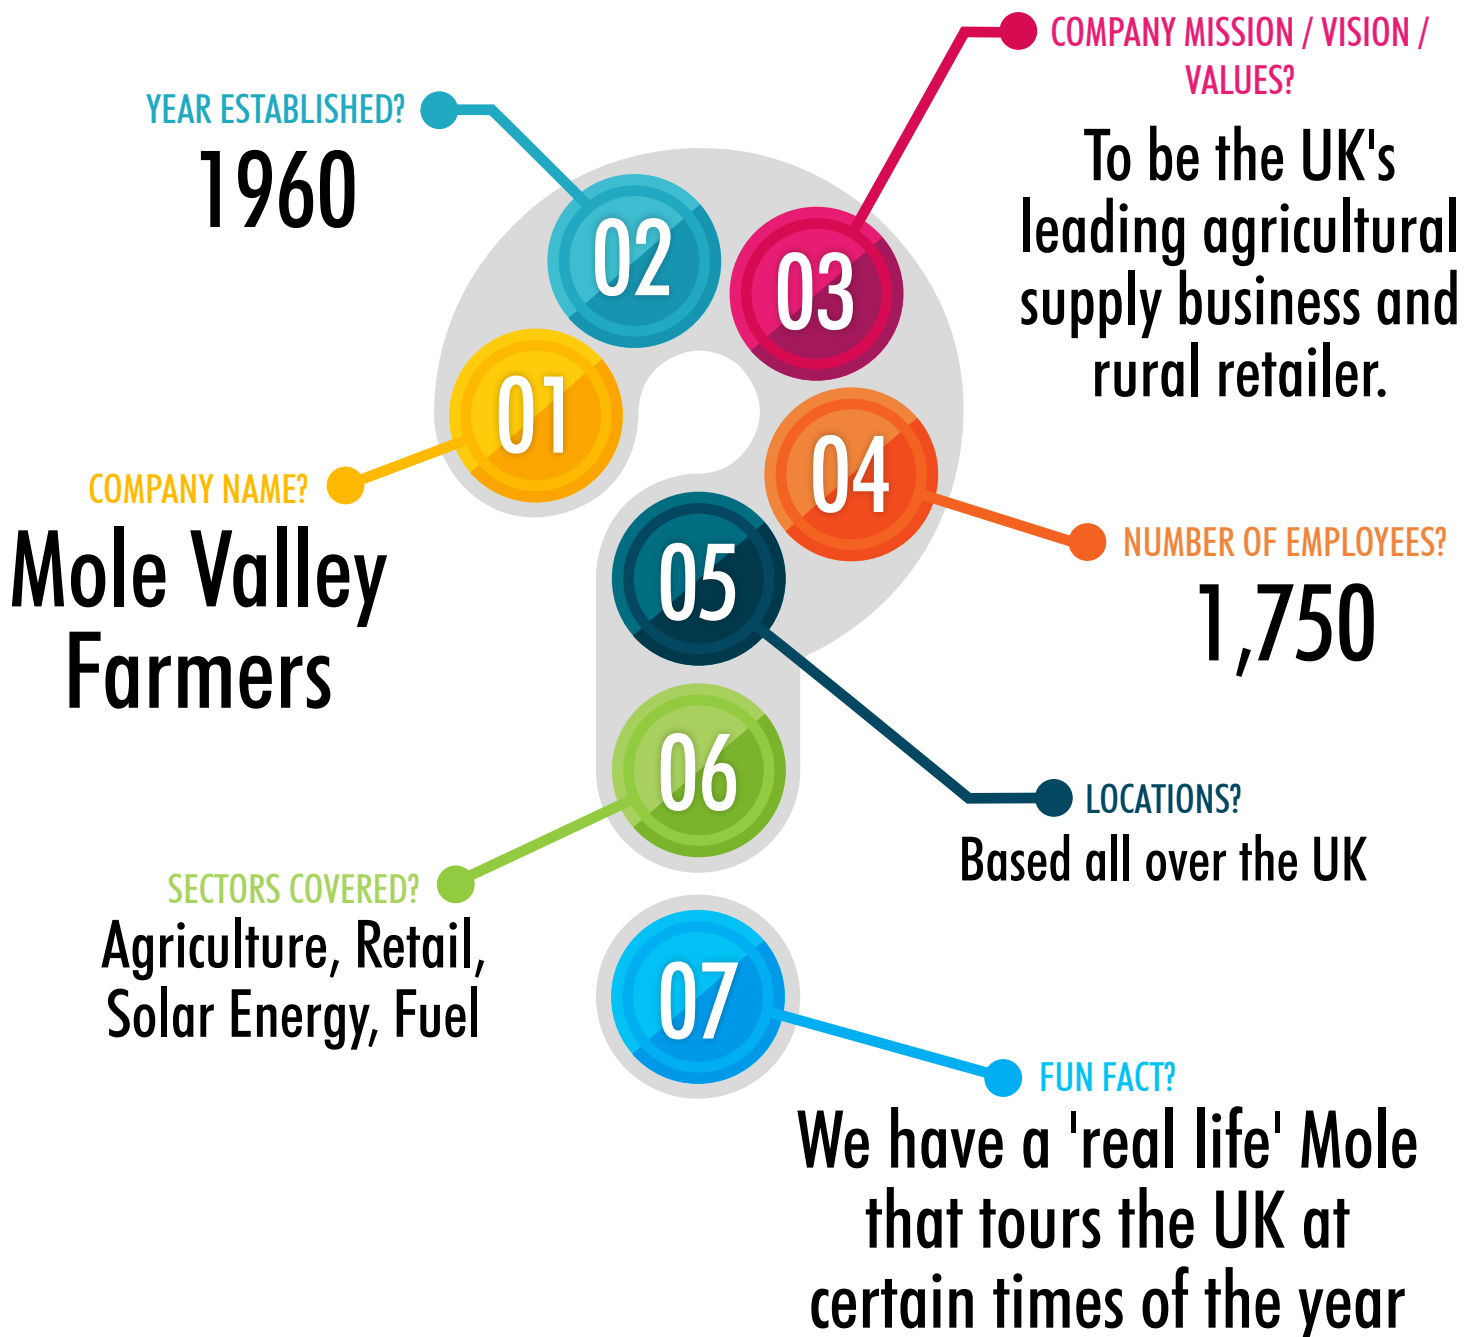 01
COMPANY NAME?
Mole Valley
Farmers
02
YEAR ESTABLISHED?
1960
03
COMPANY MISSION / VISION /
VALUES?
To be the UK's
leading agricultural
supply business and
rural retailer.
04
NUMBER OF EMPLOYEES?
1,750
05
LOCATIONS?
Based all over the UK
06
SECTORS COVERED?
Agriculture, Retail,
Solar Energy, Fuel
07
FUN FACT?
We have a 'real life' Mole
that tours the UK at
certain times of the year